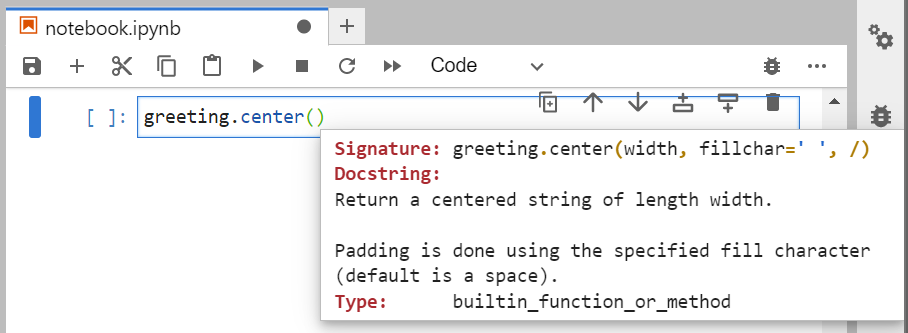 notebook.ipynb
Code
[ ]: greeting.center()
Signature: greeting.center(width, fillchar=' ', /)
Docstring:
Return a centered string of length width.
Padding is done using the specified fill character
(default is a space).
Type: builtin_function_or_method